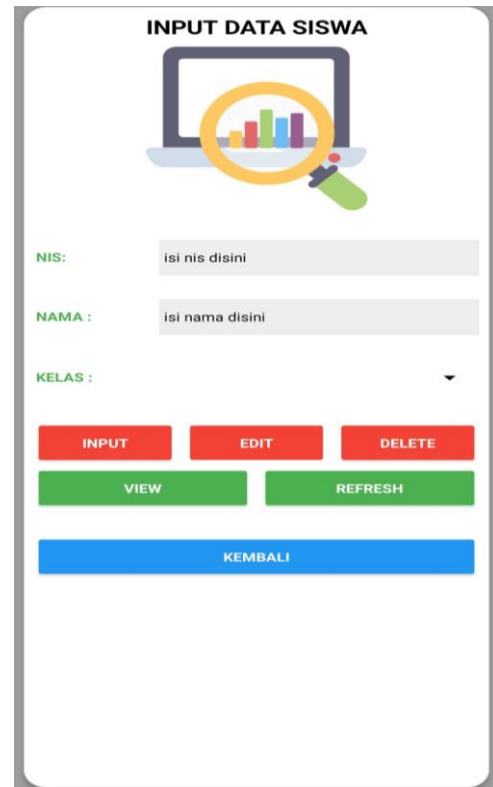 INPUT DATA SISWA
NIS: isi nis disini
NAMA : isi nama disini
KELAS :
INPUT EDIT DELETE
VIEW REFRESH
KEMBALI